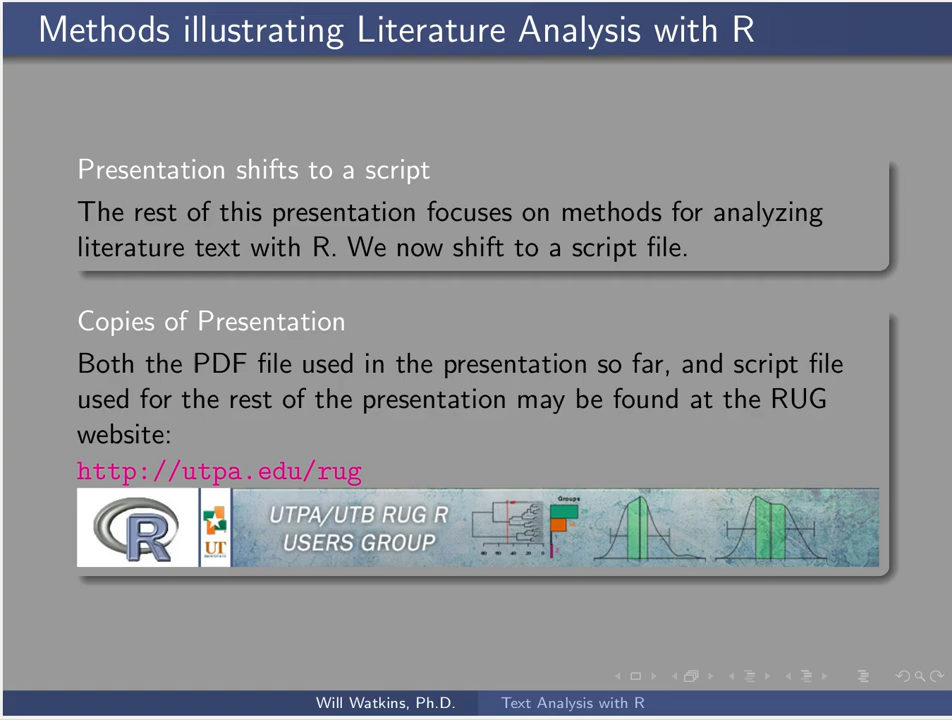 Methods illustrating Literature Analysis with R
Presentation shifts to a script
The rest of this presentation focuses on methods for analyzing
literature text with R. We now shift to a script file.
Copies of Presentation
Both the PDF file used in the presentation so far, and script file
used for the rest of the presentation may be found at the RUG
website:
http://utpa.edu/rug
R
UT
UTPA/UTB RUG R
USERS GROUP
Groups
Will Watkins, Ph.D.
Text Analysis with R